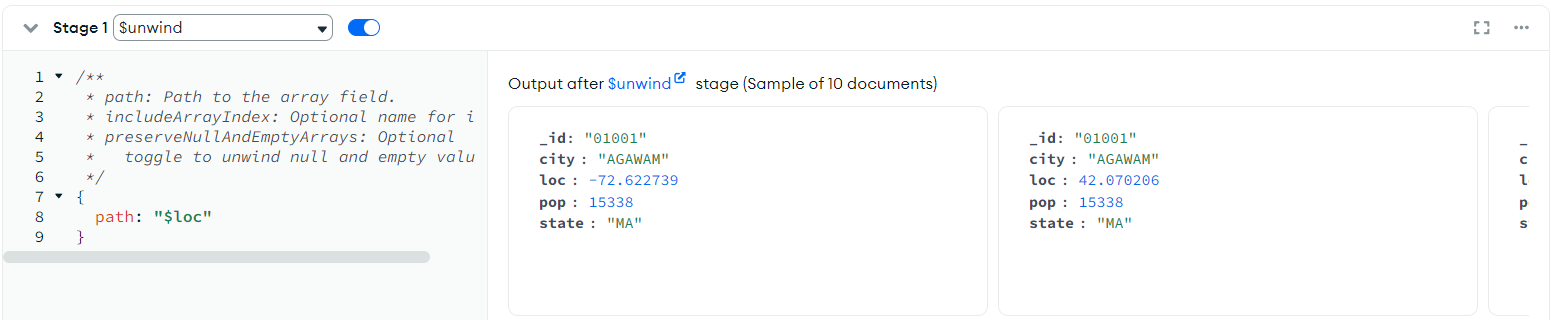 Stage 1 $unwind
1 /**
2 * path: Path to the array field.
3 * includeArrayIndex: Optional name for i
4 * preserveNullAndEmptyArrays: Optional
5 * toggle to unwind null and empty valu
6 */
7 {
8 path: "$loc"
9 }
Output after $unwind stage (Sample of 10 documents)
_id: "01001"
city : "AGAWAM"
loc : -72.622739
pop : 15338
state : "MA"
_id: "01001"
city : "AGAWAM"
loc : 42.070206
pop : 15338
state : "MA"
_
c
l
p
s